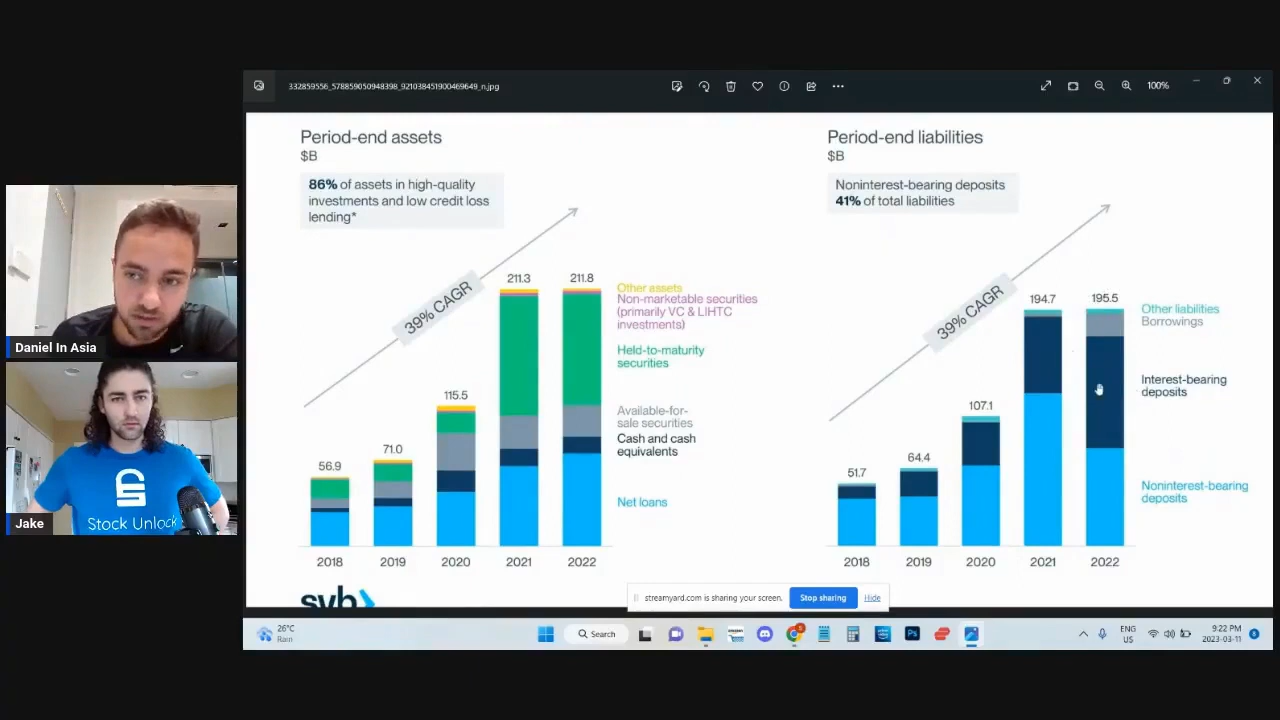 332859556_578859050948398_921038451900469649_n.jpg
100%
Period-end assets
$B
86% of assets in high-quality
investments and low credit loss
lending*
39% CAGR
56.9
71.0
115.5
211.3
211.8
Other assets
Non-marketable securities
(primarily VC & LIHTC
investments)
Held-to-maturity
securities
Available-for-
sale securities
Cash and cash
equivalents
Net loans
2018
2019
2020
2021
2022
Period-end liabilities
$B
Noninterest-bearing deposits
41% of total liabilities
39% CAGR
51.7
64.4
107.1
194.7
195.5
Other liabilities
Borrowings
Interest-bearing
deposits
Noninterest-bearing
deposits
2018
2019
2020
2021
2022
svb
Daniel In Asia
Stock Unlock
Jake
streamyard.com is sharing your screen.
Stop sharing
Hide
26°C
Rain
Search
ENG
US
9:22 PM
2023-03-11